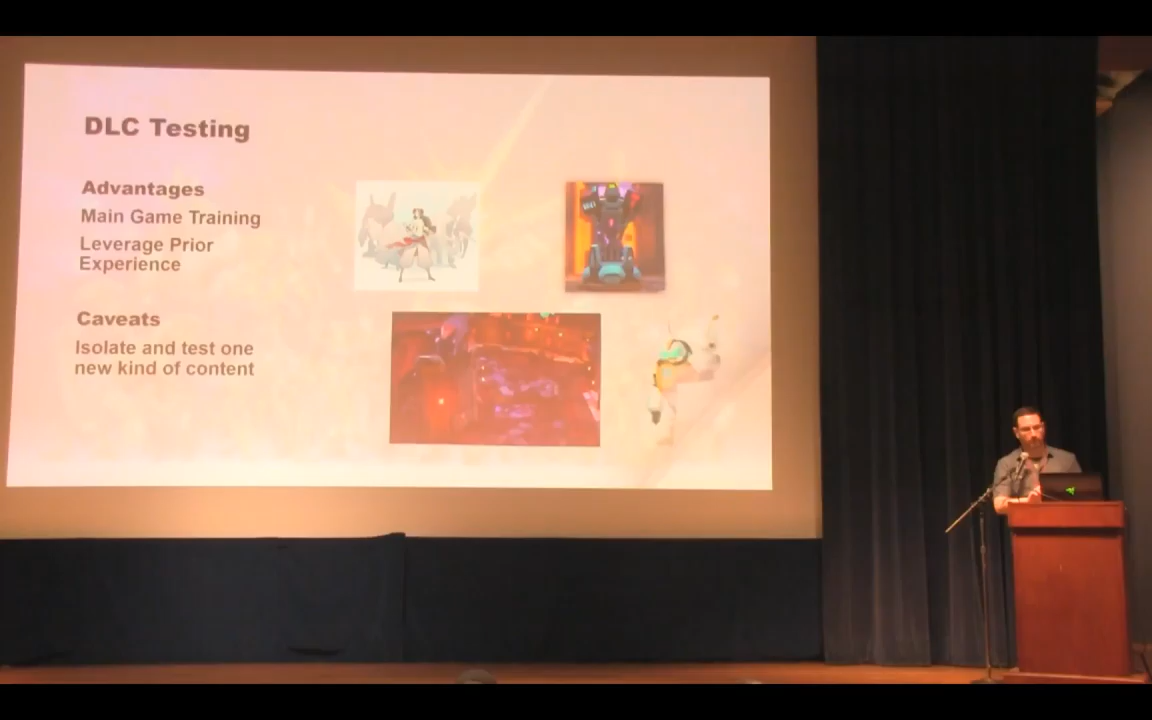 DLC Testing
Advantages
Main Game Training
Leverage Prior
Experience
Caveats
Isolate and test one
new kind of content